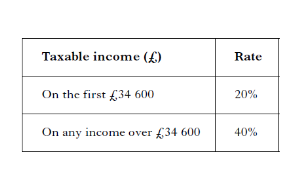 Taxable income (£) Rate
On the first £34 600 20%
On any income over £34 600 40%